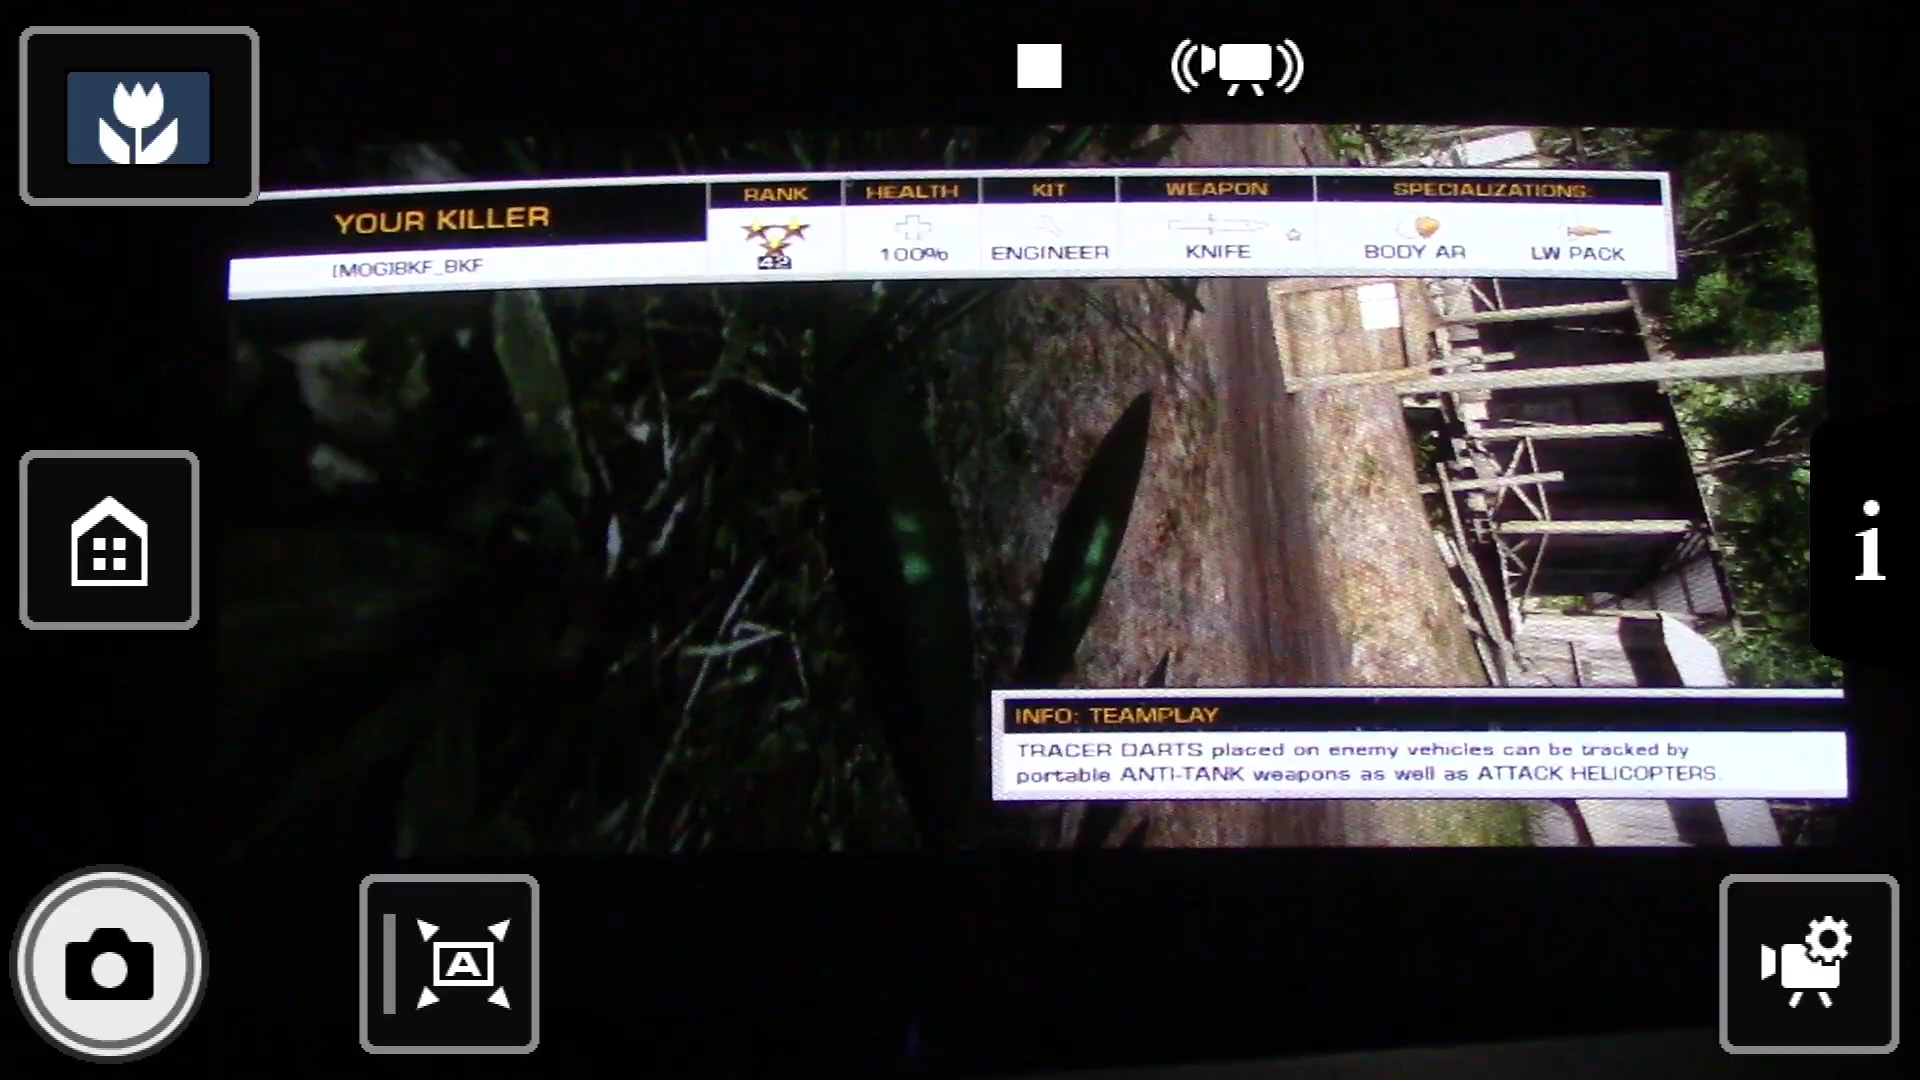 YOUR KILLER
RANK
HEALTH
KIT
WEAPON
SPECIALIZATIONS:
[MOG]BKF_BKF
42
100%
ENGINEER
KNIFE
BODY AR
LW PACK
INFO: TEAMPLAY
TRACER DARTS placed on enemy vehicles can be tracked by
portable ANTI-TANK weapons as well as ATTACK HELICOPTERS.
i
A